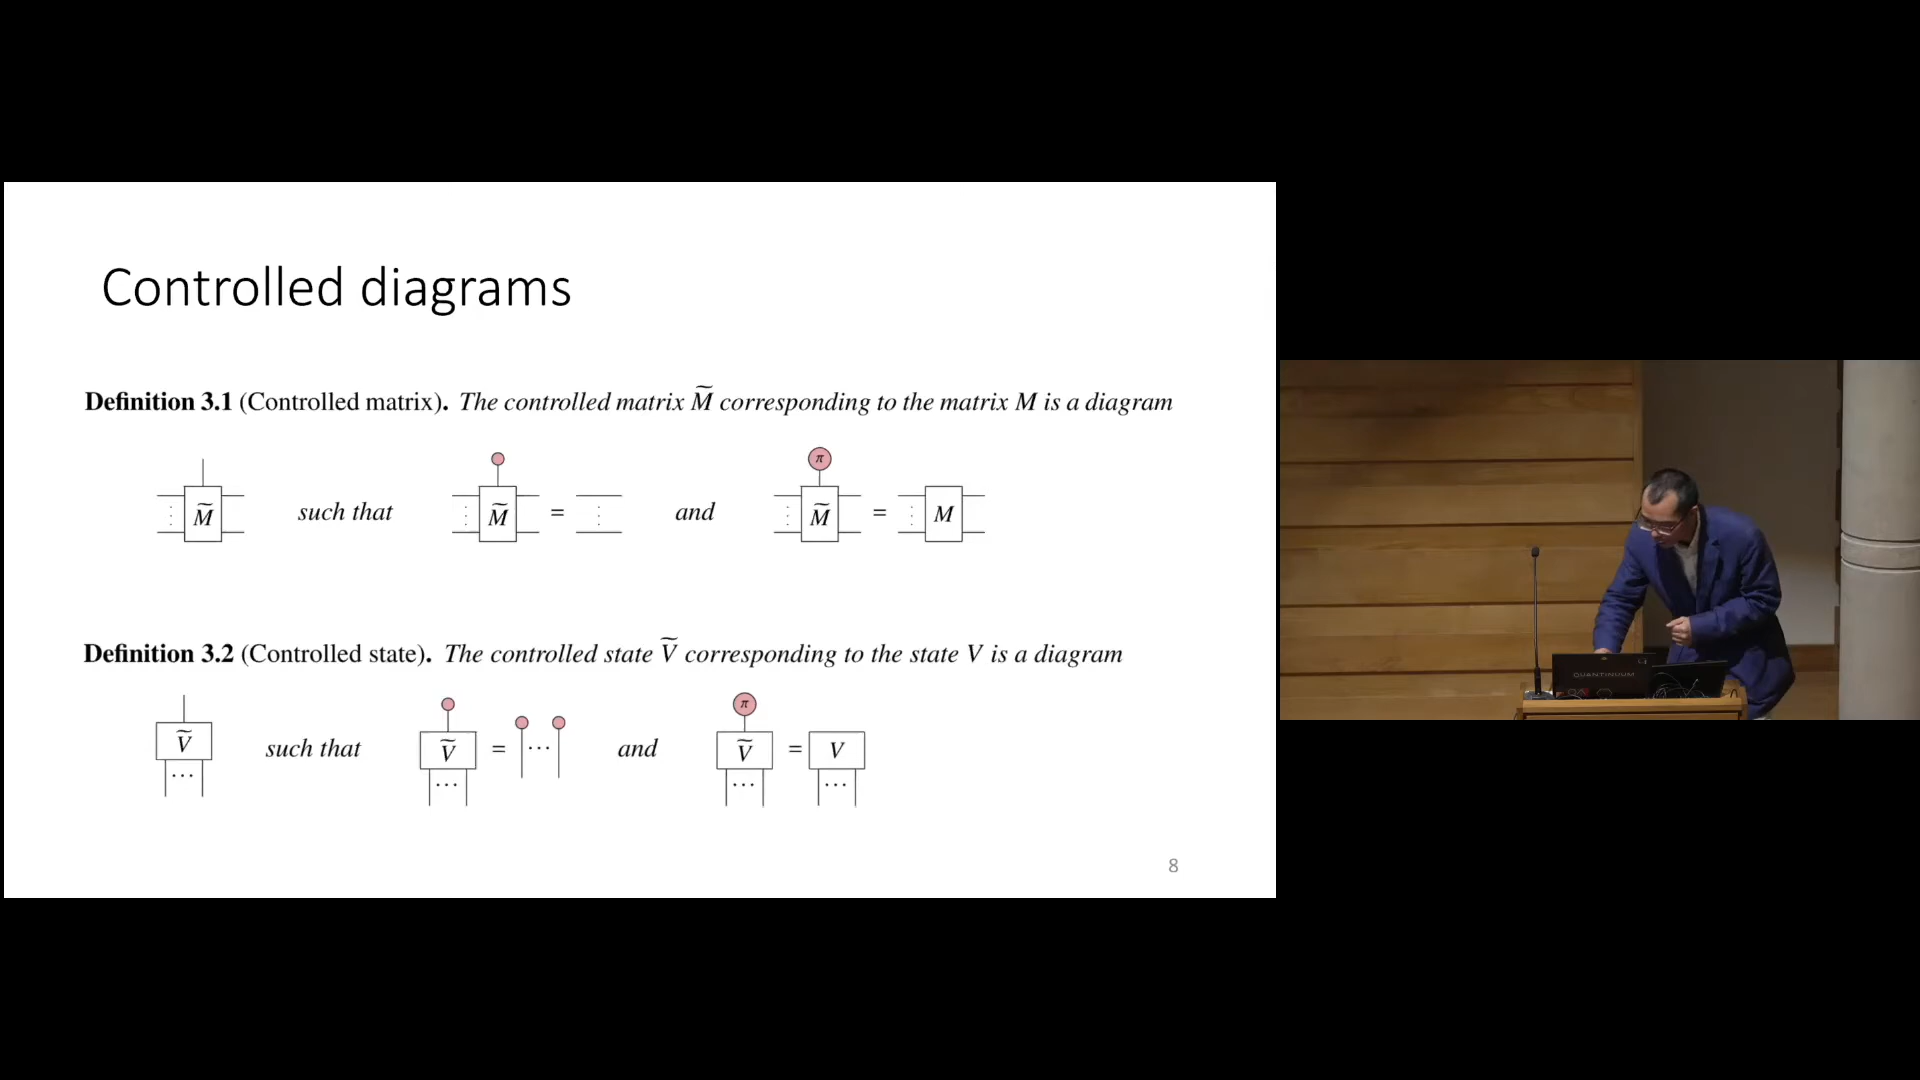 Controlled diagrams
Definition 3.1 (Controlled matrix). The controlled matrix M̃ corresponding to the matrix M is a diagram
π
M̃ such that M̃ = and M̃ = M
Definition 3.2 (Controlled state). The controlled state Ṽ corresponding to the state V is a diagram
π
Ṽ such that Ṽ = ⋯ and Ṽ = V
⋯ ⋯ ⋯ ⋯
8
QUANTINUUM